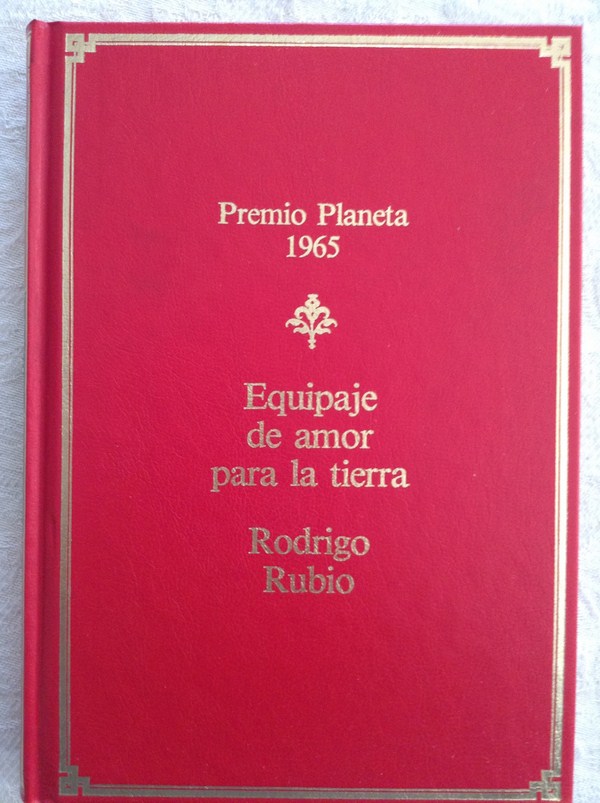 Premio Planeta
1965
Equipaje
de amor
para la tierra
Rodrigo
Rubio